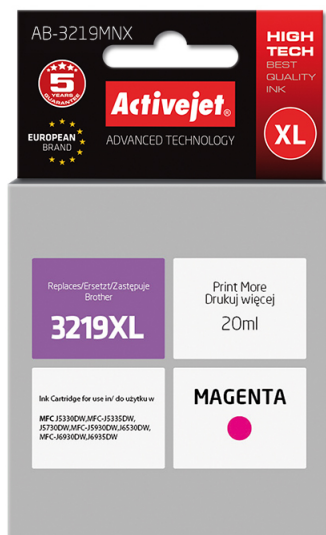 AB-3219MNX
HIGH
TECH
BEST
QUALITY
INK
5
YEARS
GUARANTEE
Activejet®
EUROPEAN
BRAND
ADVANCED TECHNOLOGY
XL
Replaces/Ersetzt/Zastępuje
Brother
3219XL
Print More
Drukuj więcej
20ml
Ink Cartridge for use in/ do użytku w
MFC J5330DW,MFC-J5335DW,
J5730DW,MFC-J5930DW,J6530DW,
MFC-J6930DW,J6935DW
MAGENTA